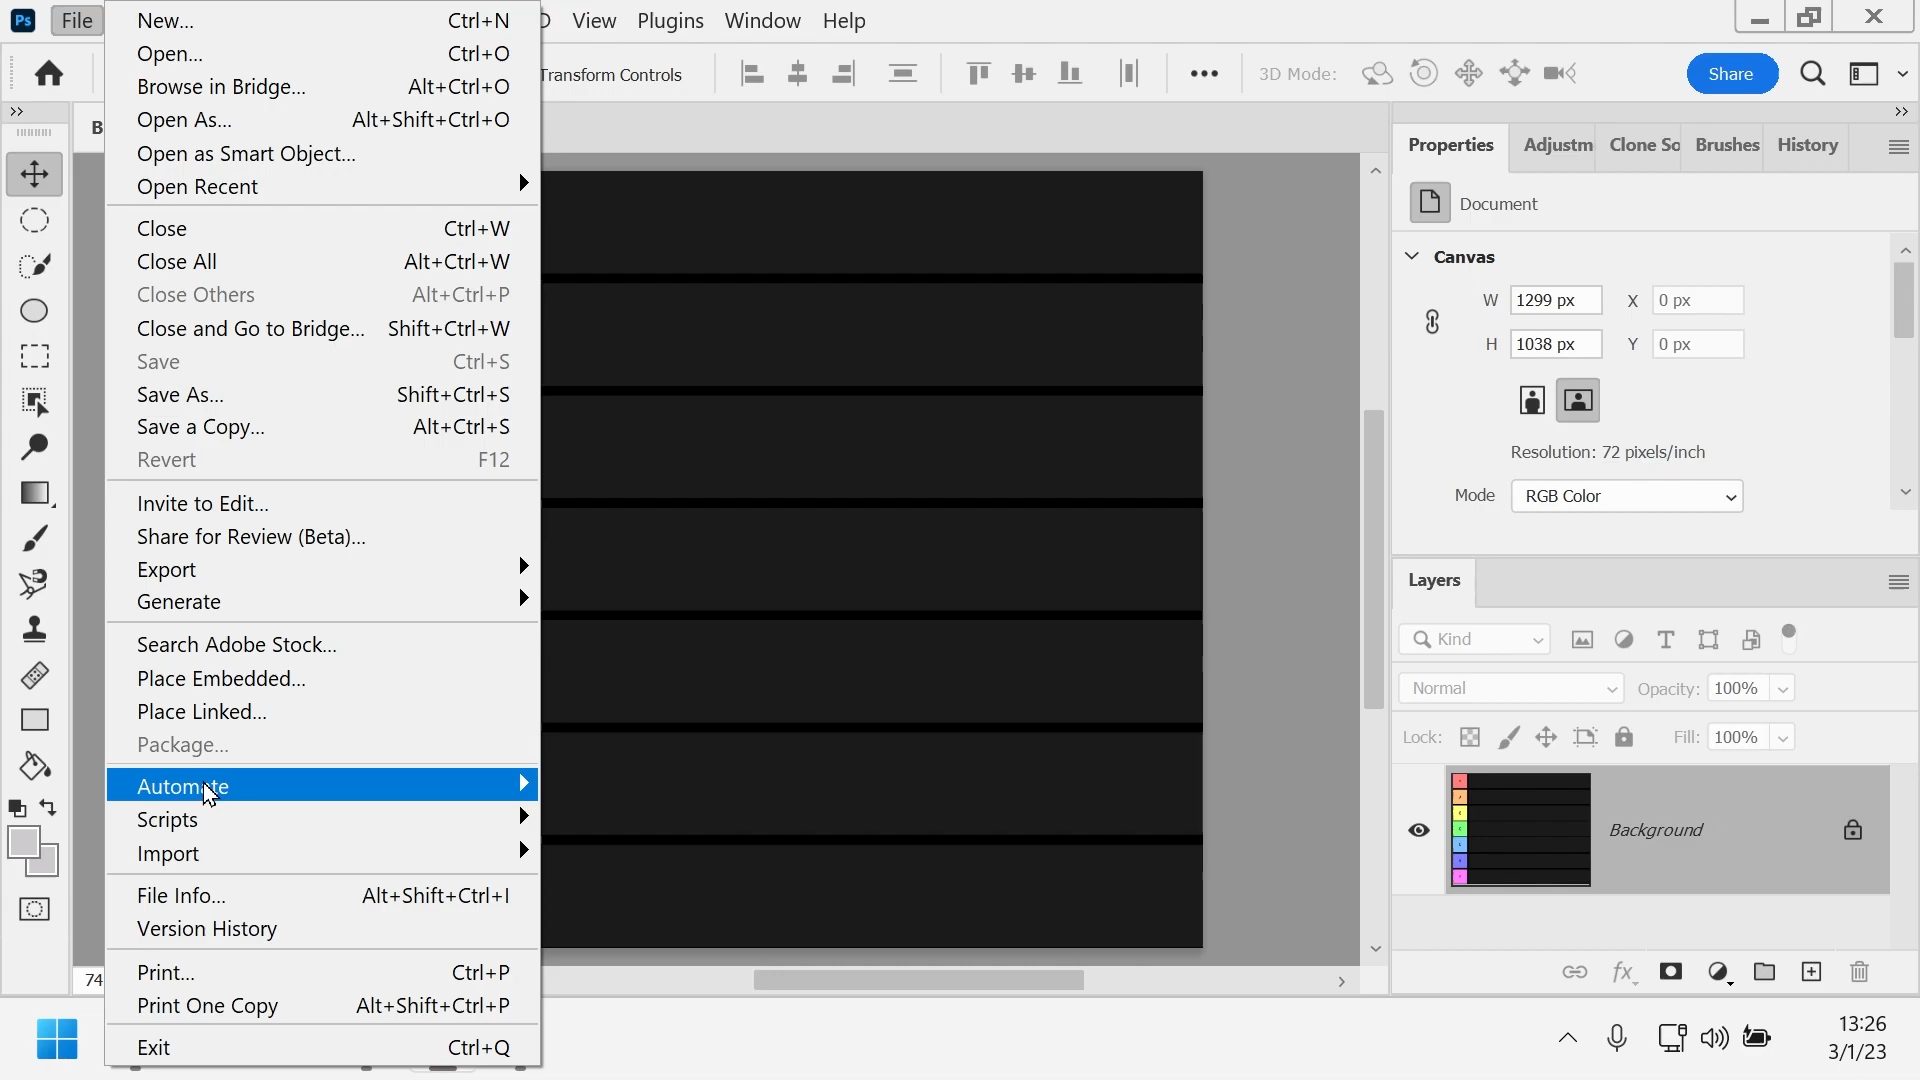 Ps File View Plugins Window Help
Transform Controls
3D Mode:
Share
New... Ctrl+N
Open... Ctrl+O
Browse in Bridge... Alt+Ctrl+O
Open As... Alt+Shift+Ctrl+O
Open as Smart Object...
Open Recent
Close Ctrl+W
Close All Alt+Ctrl+W
Close Others Alt+Ctrl+P
Close and Go to Bridge... Shift+Ctrl+W
Save Ctrl+S
Save As... Shift+Ctrl+S
Save a Copy... Alt+Ctrl+S
Revert F12
Invite to Edit...
Share for Review (Beta)...
Export
Generate
Search Adobe Stock...
Place Embedded...
Place Linked...
Package...
Automate
Scripts
Import
File Info... Alt+Shift+Ctrl+I
Version History
Print... Ctrl+P
Print One Copy Alt+Shift+Ctrl+P
Exit Ctrl+Q
B
74
Properties Adjustm Clone So Brushes History
Document
Canvas
W 1299 px X 0 px
H 1038 px Y 0 px
Resolution: 72 pixels/inch
Mode RGB Color
Layers
Kind
Normal Opacity: 100%
Lock: Fill: 100%
Background
13:26
3/1/23